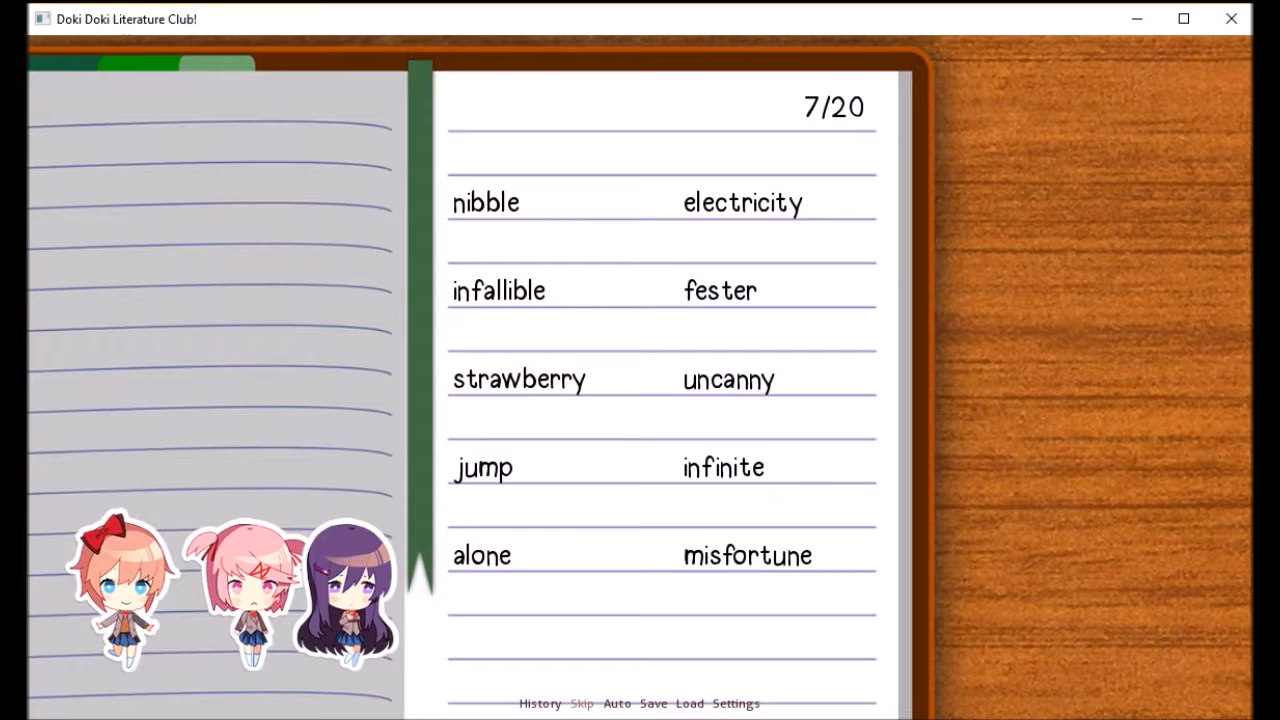 Doki Doki Literature Club!
7/20
nibble electricity
infallible fester
strawberry uncanny
jump infinite
alone misfortune
History Skip Auto Save Load Settings